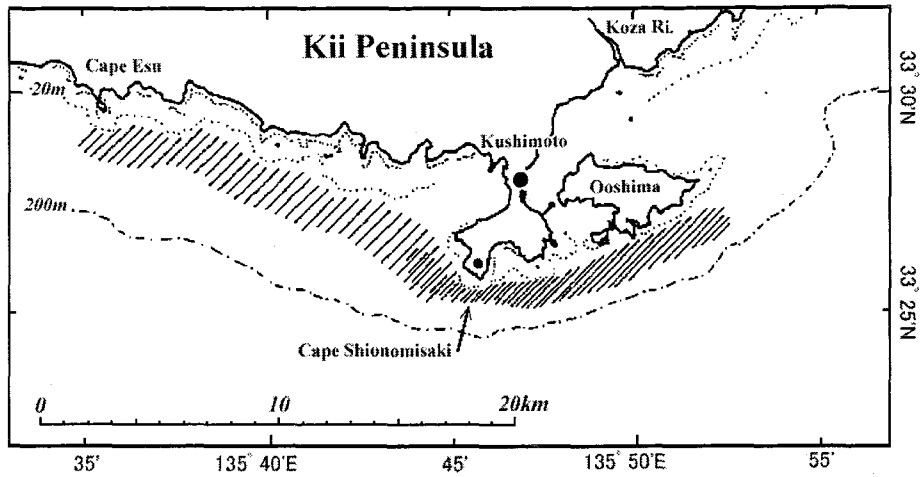 Kii Peninsula
Koza Ri.
Cape Esu
20m
33° 30'N
Kushimoto
Ooshima
200m
33° 25'N
Cape Shionomisaki
0 10 20km
35' 135° 40'E 45' 135° 50'E 55'